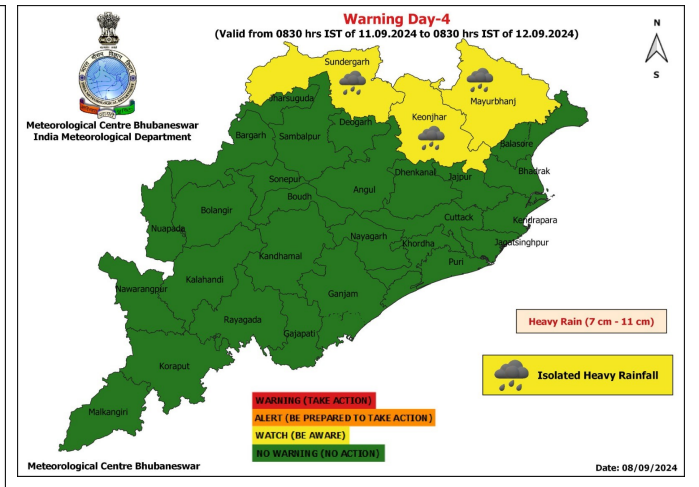 Warning Day-4
(Valid from 0830 hrs IST of 11.09.2024 to 0830 hrs IST of 12.09.2024)
N
S
Meteorological Centre Bhubaneswar
India Meteorological Department
Sundergarh
Mayurbhanj
Jharsuguda
Keonjhar
Deogarh
Bargarh
Sambalpur
Balasore
Bhadrak
Dhenkanal
Jajpur
Sonepur
Angul
Boudh
Bolangir
Cuttack
Kendrapara
Nuapada
Nayagarh
Khordha
Jagatsinghpur
Kandhamal
Puri
Kalahandi
Nawarangpur
Ganjam
Rayagada
Gajapati
Koraput
Malkangiri
Heavy Rain (7 cm - 11 cm)
Isolated Heavy Rainfall
WARNING (TAKE ACTION)
ALERT (BE PREPARED TO TAKE ACTION)
WATCH (BE AWARE)
NO WARNING (NO ACTION)
Meteorological Centre Bhubaneswar
Date: 08/09/2024